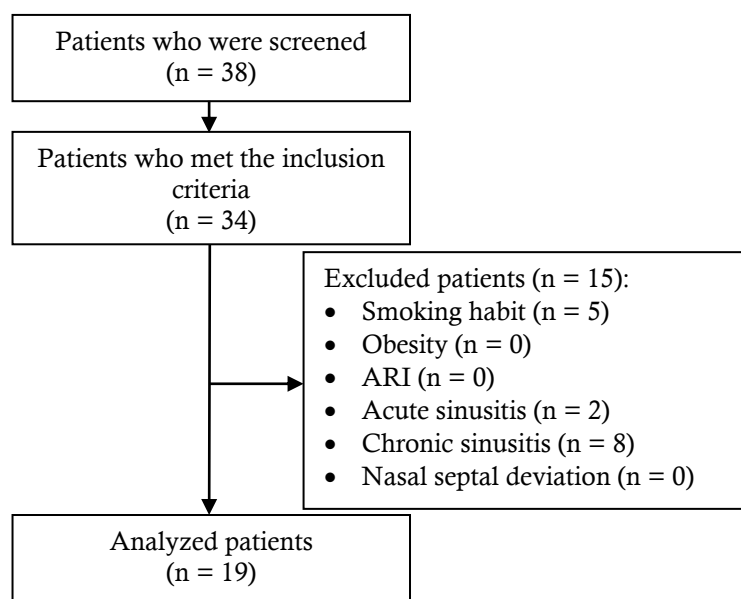 Patients who were screened
(n = 38)
Patients who met the inclusion
criteria
(n = 34)
Excluded patients (n = 15):
• Smoking habit (n = 5)
• Obesity (n = 0)
• ARI (n = 0)
• Acute sinusitis (n = 2)
• Chronic sinusitis (n = 8)
• Nasal septal deviation (n = 0)
Analyzed patients
(n = 19)